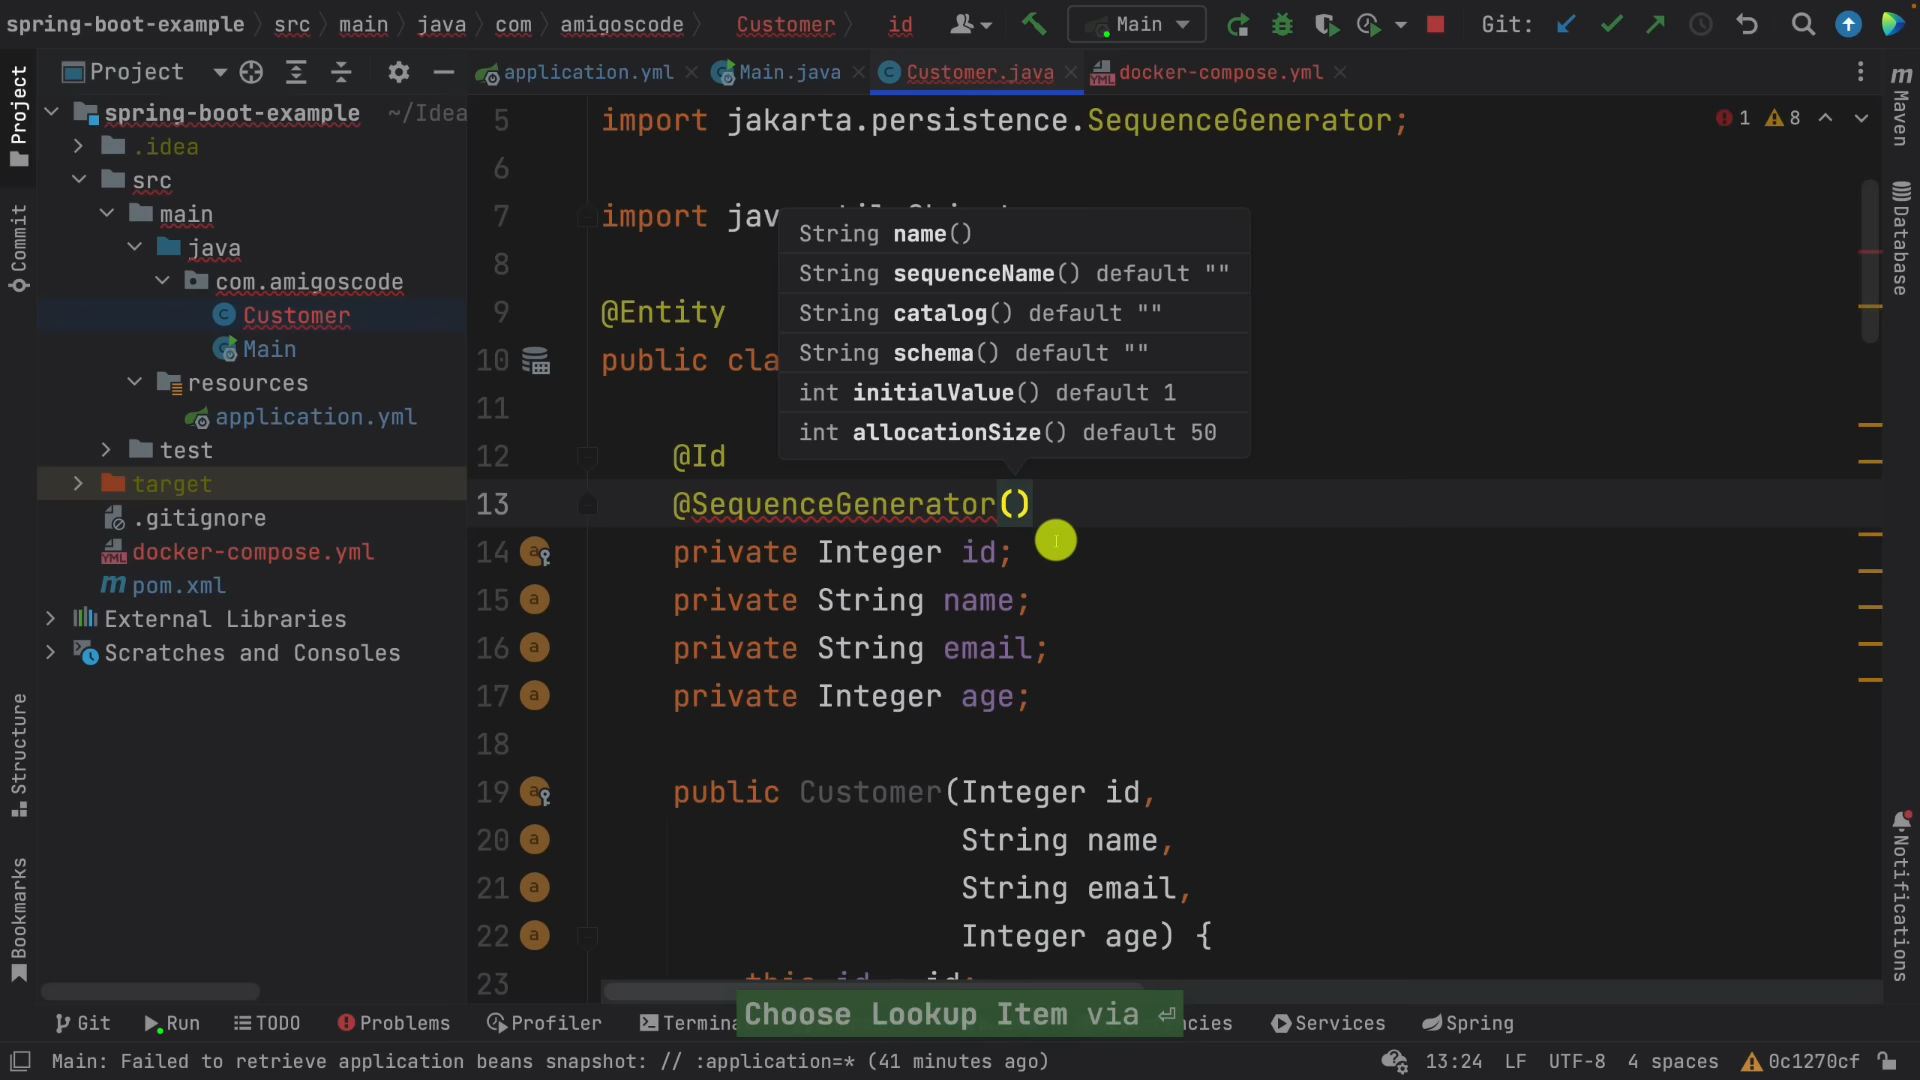 spring-boot-example src main java com amigoscode Customer id Main Git:
Project application.yml Main.java Customer.java docker-compose.yml
Project
Commit
Structure
Bookmarks
spring-boot-example ~/Idea
.idea
src
main
java
com.amigoscode
Customer
Main
resources
application.yml
test
target
.gitignore
docker-compose.yml
pom.xml
External Libraries
Scratches and Consoles
5 import jakarta.persistence.SequenceGenerator;
6
7 import jav
8
9 @Entity
10 public cla
11
12 @Id
13 @SequenceGenerator()
14 private Integer id;
15 private String name;
16 private String email;
17 private Integer age;
18
19 public Customer(Integer id,
20 String name,
21 String email,
22 Integer age) {
23
String name()
String sequenceName() default ""
String catalog() default ""
String schema() default ""
int initialValue() default 1
int allocationSize() default 50
1 8
Maven
Database
Notifications
Choose Lookup Item via ⏎
Git Run TODO Problems Profiler Termina cies Services Spring
Main: Failed to retrieve application beans snapshot: // :application=* (41 minutes ago) 13:24 LF UTF-8 4 spaces 0c1270cf